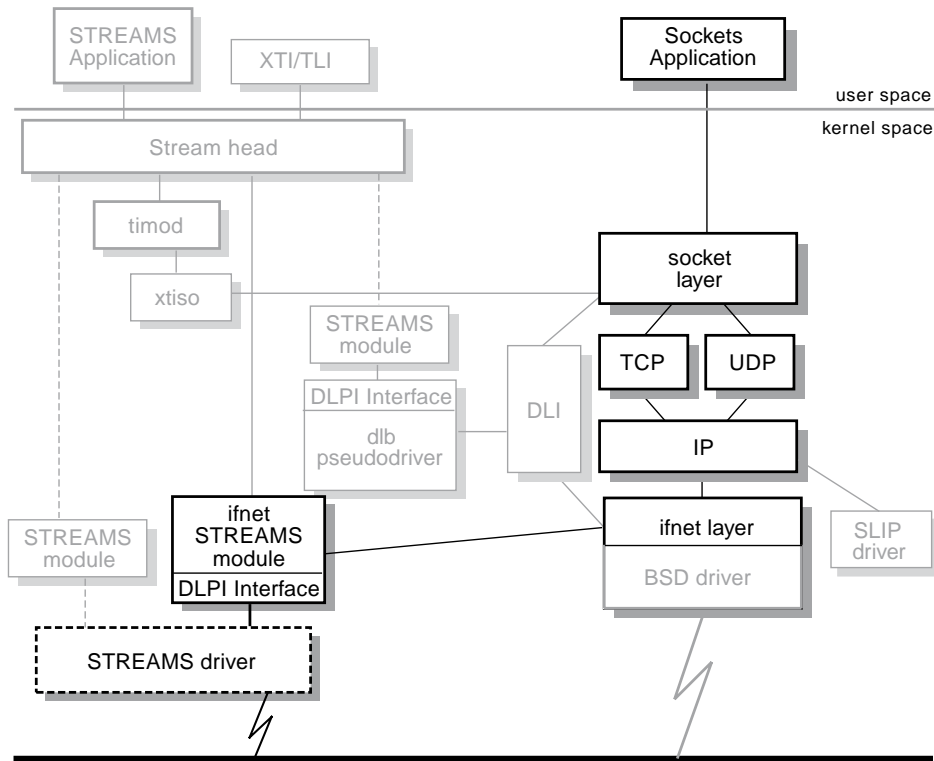 STREAMS
Application
XTI/TLI
Sockets
Application
user space
kernel space
Stream head
timod
socket
layer
xtiso
STREAMS
module
TCP
UDP
DLPI Interface
DLI
dlb
pseudodriver
IP
ifnet
STREAMS
module
DLPI Interface
ifnet layer
BSD driver
SLIP
driver
STREAMS
module
STREAMS driver